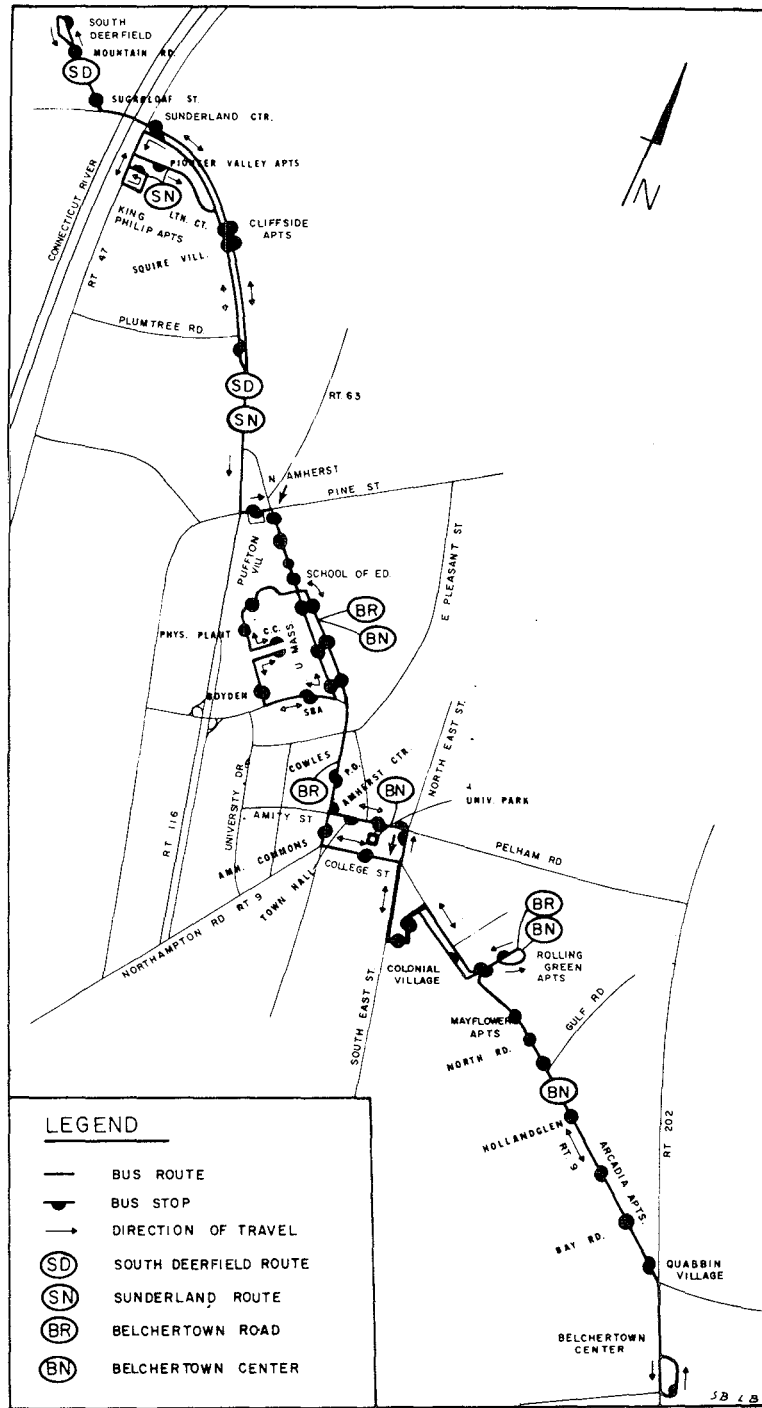 SOUTH
DEERFIELD
MOUNTAIN RD.
SD
SUGARLOAF ST.
SUNDERLAND CTR.
PIONEER VALLEY APTS
SN
LTN. CT.
KING
PHILIP APTS
CLIFFSIDE
APTS
SQUIRE VILL.
CONNECTICUT RIVER
RT 47
PLUMTREE RD
N
SD
SN
RT. 63
N AMHERST
PINE ST
PUFFTON
VILL
SCHOOL OF ED.
E PLEASANT ST
BR
BN
PHYS. PLANT
C.C.
U MASS
BOYDEN
SBA
NORTH EAST ST.
COWLES
P.O.
AMHERST CTR.
BR
BN
UNIV. PARK
UNIVERSITY DR
AMITY ST
RT 116
AMH. COMMONS
TOWN HALL
COLLEGE ST
PELHAM RD
NORTHAMPTON RD RT 9
BR
BN
COLONIAL
VILLAGE
ROLLING
GREEN
APTS
SOUTH EAST ST
MAYFLOWER
APTS
GULF RD
NORTH RD.
BN
HOLLANDGLEN
RT. 9
ARCADIA APTS.
RT 202
BAY RD.
QUABBIN
VILLAGE
BELCHERTOWN
CENTER
SB LB
LEGEND
BUS ROUTE
BUS STOP
DIRECTION OF TRAVEL
SD SOUTH DEERFIELD ROUTE
SN SUNDERLAND ROUTE
BR BELCHERTOWN ROAD
BN BELCHERTOWN CENTER